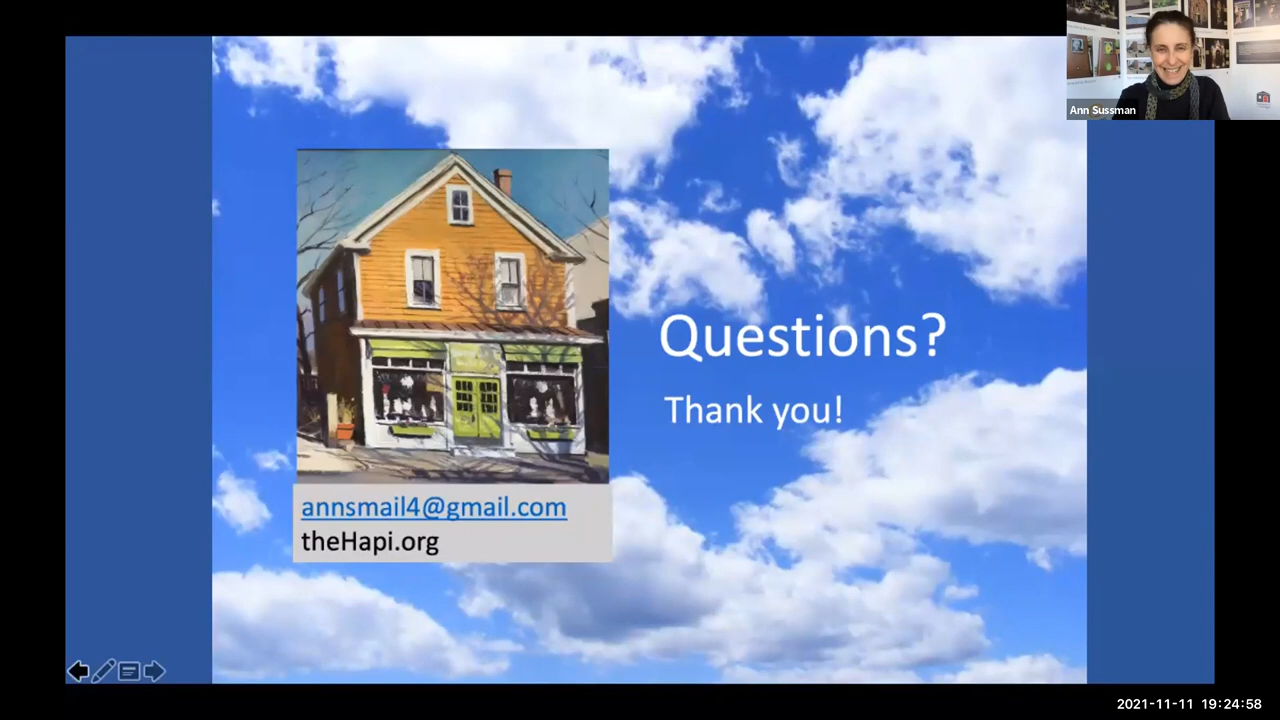 Ann Sussman
Questions?
Thank you!
annsmail4@gmail.com
theHapi.org
2021-11-11 19:24:58